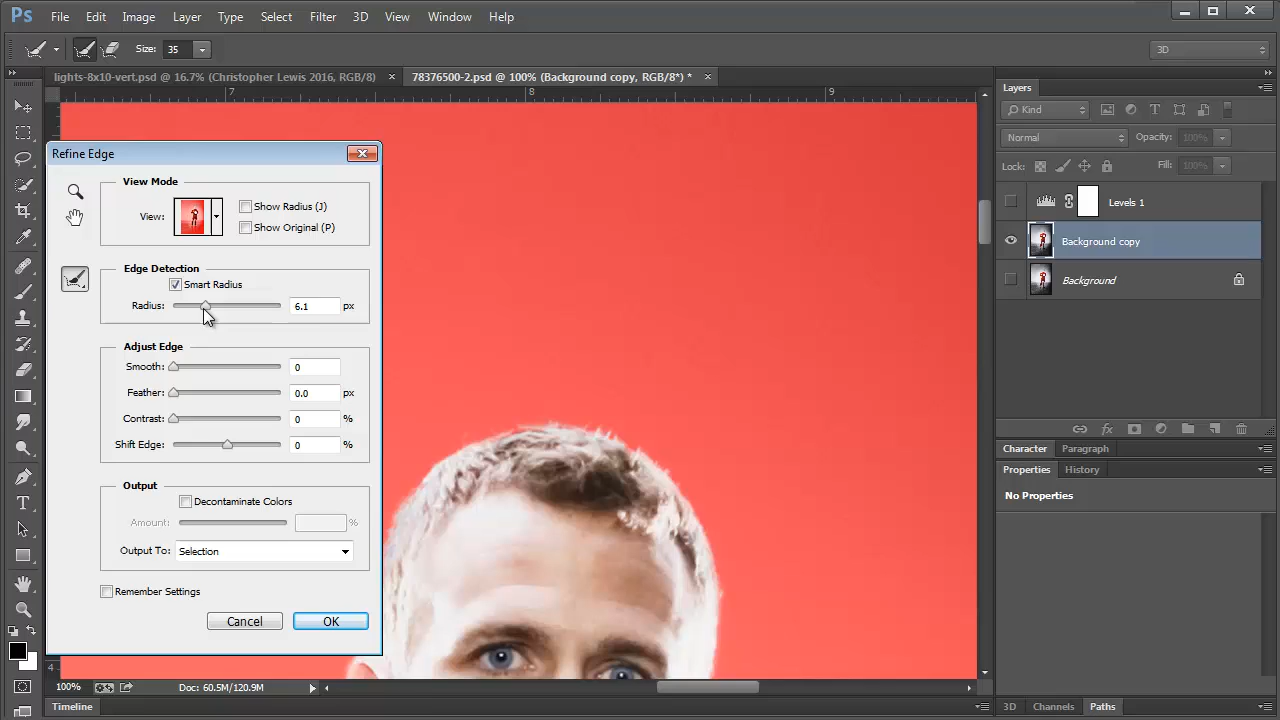 Ps File Edit Image Layer Type Select Filter 3D View Window Help
Size: 35 3D
lights-8x10-vert.psd @ 16.7% (Christopher Lewis 2016, RGB/8) 78376500-2.psd @ 100% (Background copy, RGB/8*) *
7 8 9
Refine Edge
View Mode
View: Show Radius (J)
Show Original (P)
Edge Detection
Smart Radius
Radius: 6.1 px
Adjust Edge
Smooth: 0
Feather: 0.0 px
Contrast: 0 %
Shift Edge: 0 %
Output
Decontaminate Colors
Amount: %
Output To: Selection
Remember Settings
Cancel OK
4
100% Doc: 60.5M/120.9M
Timeline
Layers
Kind
Normal Opacity: 100%
Lock: Fill: 100%
Levels 1
Background copy
Background
fx
Character Paragraph
Properties History
No Properties
3D Channels Paths